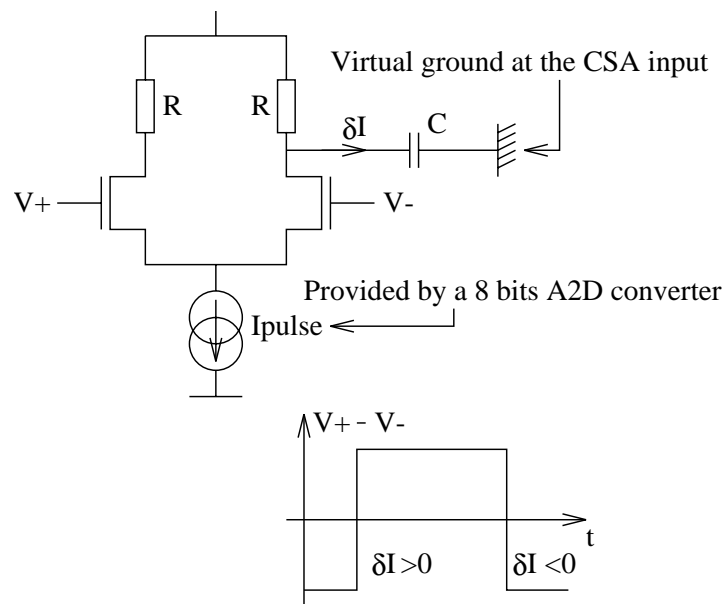 Virtual ground at the CSA input
R
R
δI
C
V+
V-
Provided by a 8 bits A2D converter
Ipulse
V+ - V-
t
δI >0
δI <0